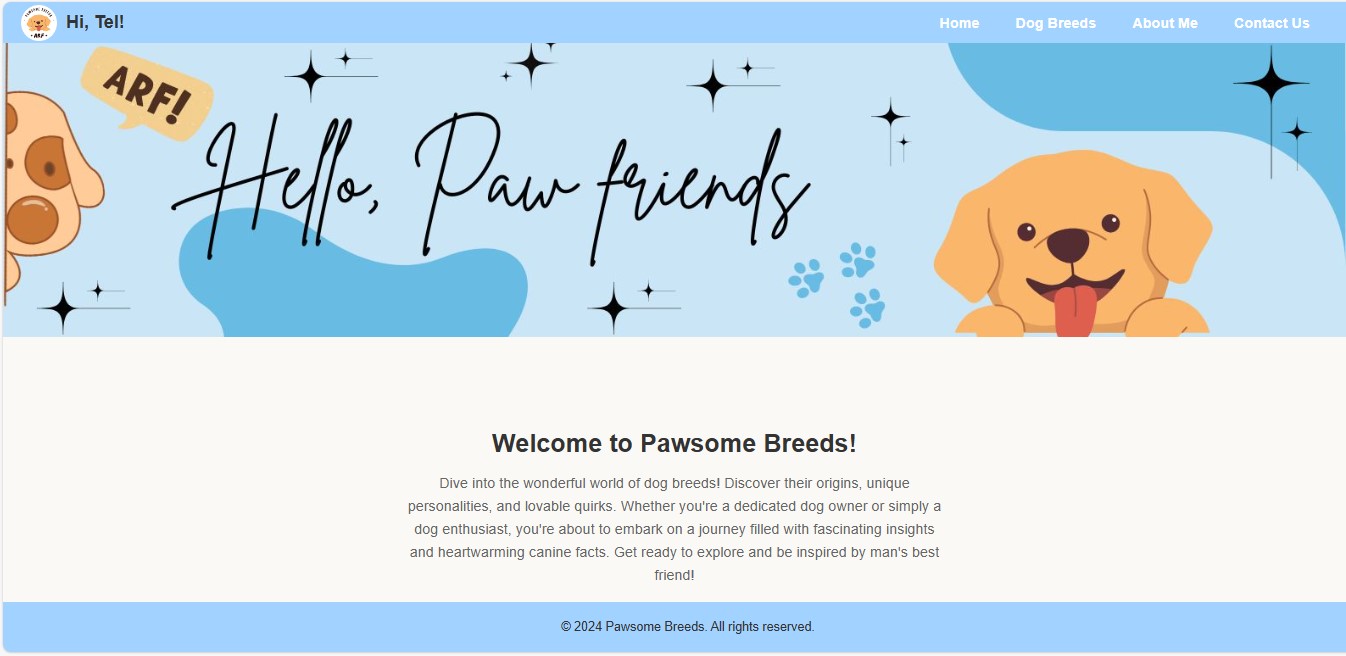 Hi, Tel!
Home Dog Breeds About Me Contact Us
ARF!
Hello, Paw friends
Welcome to Pawsome Breeds!
Dive into the wonderful world of dog breeds! Discover their origins, unique
personalities, and lovable quirks. Whether you're a dedicated dog owner or simply a
dog enthusiast, you're about to embark on a journey filled with fascinating insights
and heartwarming canine facts. Get ready to explore and be inspired by man's best
friend!
© 2024 Pawsome Breeds. All rights reserved.